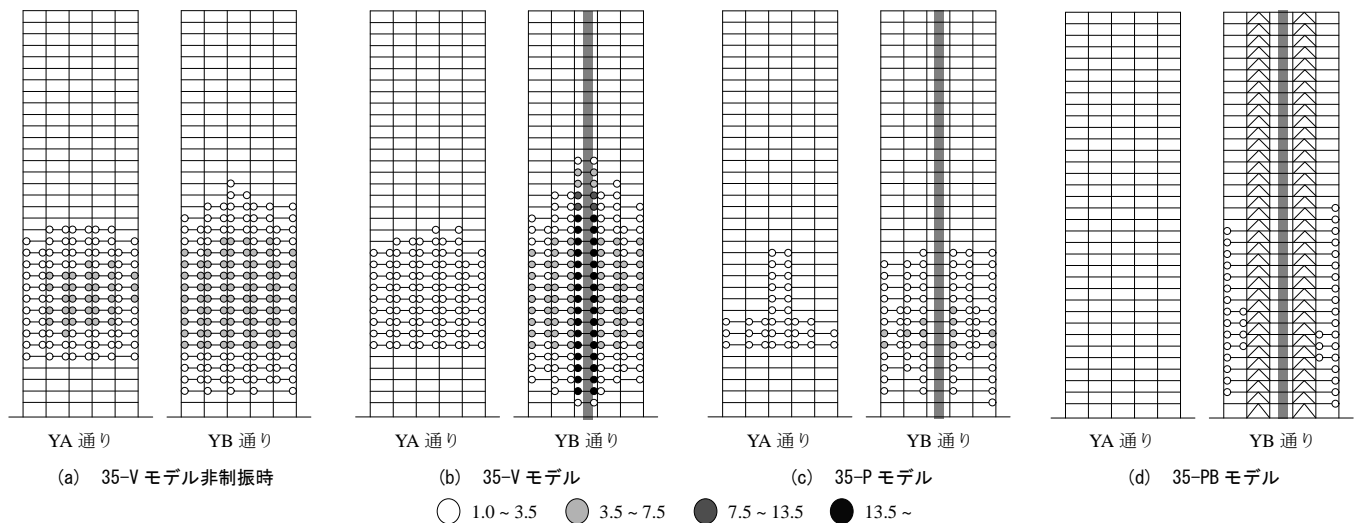 YA 通り YB 通り YA 通り YB 通り YA 通り YB 通り YA 通り YB 通り
(a) 35-V モデル非制振時 (b) 35-V モデル (c) 35-P モデル (d) 35-PB モデル
1.0 ~ 3.5 3.5 ~ 7.5 7.5 ~ 13.5 13.5 ~